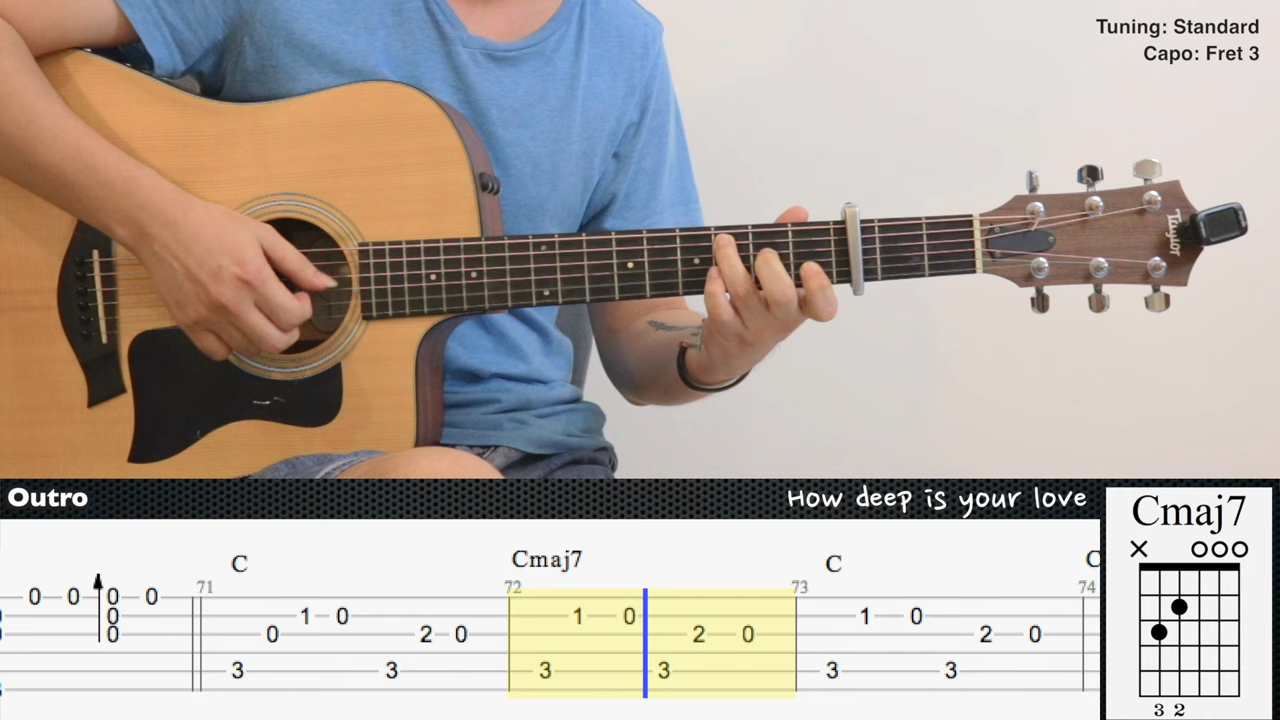 Tuning: Standard
Capo: Fret 3
Taylor
Outro
How deep is your love
Cmaj7
X OOO
3 2
C
Cmaj7
C
C
71
72
73
74
0 0 0 0
1 0
1 0
1 0
0
0
2 0
2 0
2 0
0
3 3
3 3
3 3